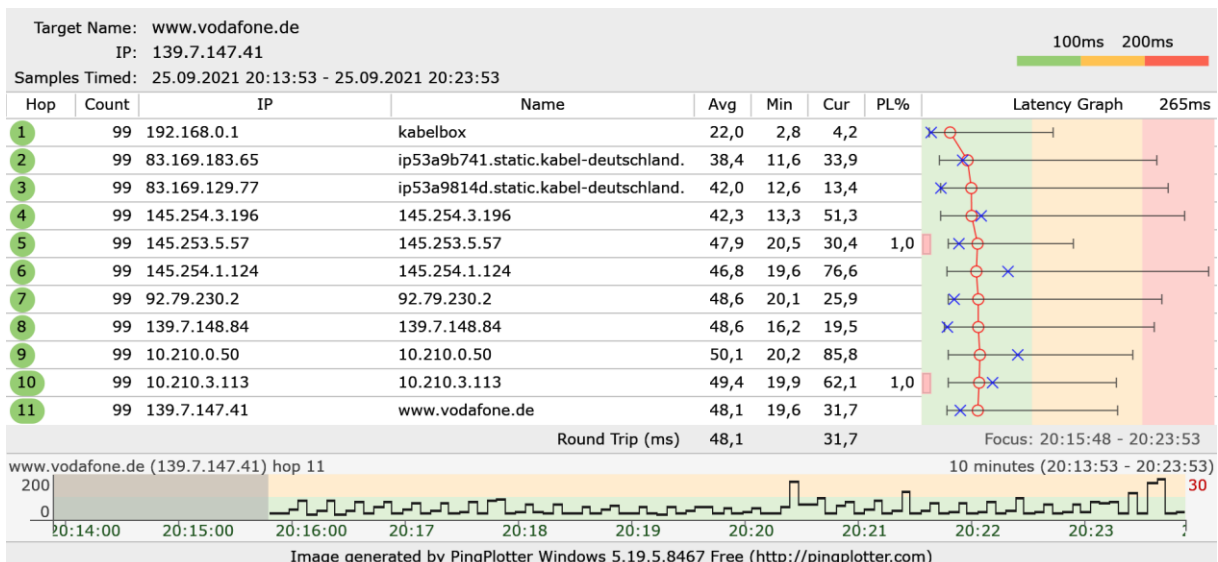 Target Name: www.vodafone.de
IP: 139.7.147.41
Samples Timed: 25.09.2021 20:13:53 - 25.09.2021 20:23:53
100ms 200ms
Hop Count IP Name Avg Min Cur PL% Latency Graph 265ms
1 99 192.168.0.1 kabelbox 22,0 2,8 4,2
2 99 83.169.183.65 ip53a9b741.static.kabel-deutschland. 38,4 11,6 33,9
3 99 83.169.129.77 ip53a9814d.static.kabel-deutschland. 42,0 12,6 13,4
4 99 145.254.3.196 145.254.3.196 42,3 13,3 51,3
5 99 145.253.5.57 145.253.5.57 47,9 20,5 30,4 1,0
6 99 145.254.1.124 145.254.1.124 46,8 19,6 76,6
7 99 92.79.230.2 92.79.230.2 48,6 20,1 25,9
8 99 139.7.148.84 139.7.148.84 48,6 16,2 19,5
9 99 10.210.0.50 10.210.0.50 50,1 20,2 85,8
10 99 10.210.3.113 10.210.3.113 49,4 19,9 62,1 1,0
11 99 139.7.147.41 www.vodafone.de 48,1 19,6 31,7
Round Trip (ms) 48,1 31,7 Focus: 20:15:48 - 20:23:53
www.vodafone.de (139.7.147.41) hop 11 10 minutes (20:13:53 - 20:23:53)
200 30
0
20:14:00 20:15:00 20:16:00 20:17 20:18 20:19 20:20 20:21 20:22 20:23
Image generated by PingPlotter Windows 5.19.5.8467 Free (http://pingplotter.com)